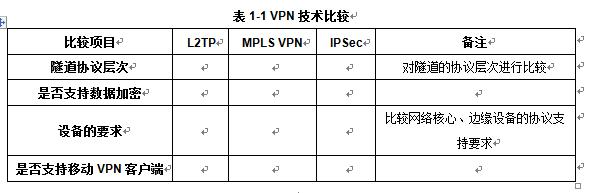 表 1-1 VPN 技术比较
比较项目 L2TP MPLS VPN IPSec 备注
隧道协议层次 对隧道的协议层次进行比较
是否支持数据加密
设备的要求 比较网络核心、边缘设备的协议支
持要求
是否支持移动 VPN 客户端